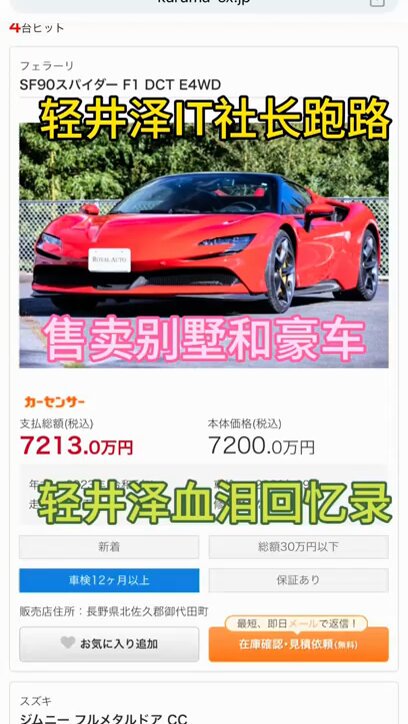 4台ヒット
フェラーリ
SF90スパイダー F1 DCT E4WD
轻井泽IT社长跑路
ROYAL AUTO
售卖别墅和豪车
カーセンサー
支払総額(税込)
本体価格(税込)
7213.0万円
7200.0万円
轻井泽血泪回忆录
新着
総額30万円以下
車検12ヶ月以上
保証あり
販売店住所：長野県北佐久郡御代田町
最短、即日メールで返信！
お気に入り追加
在庫確認・見積依頼(無料)
スズキ
ジムニー フルメタルドア CC